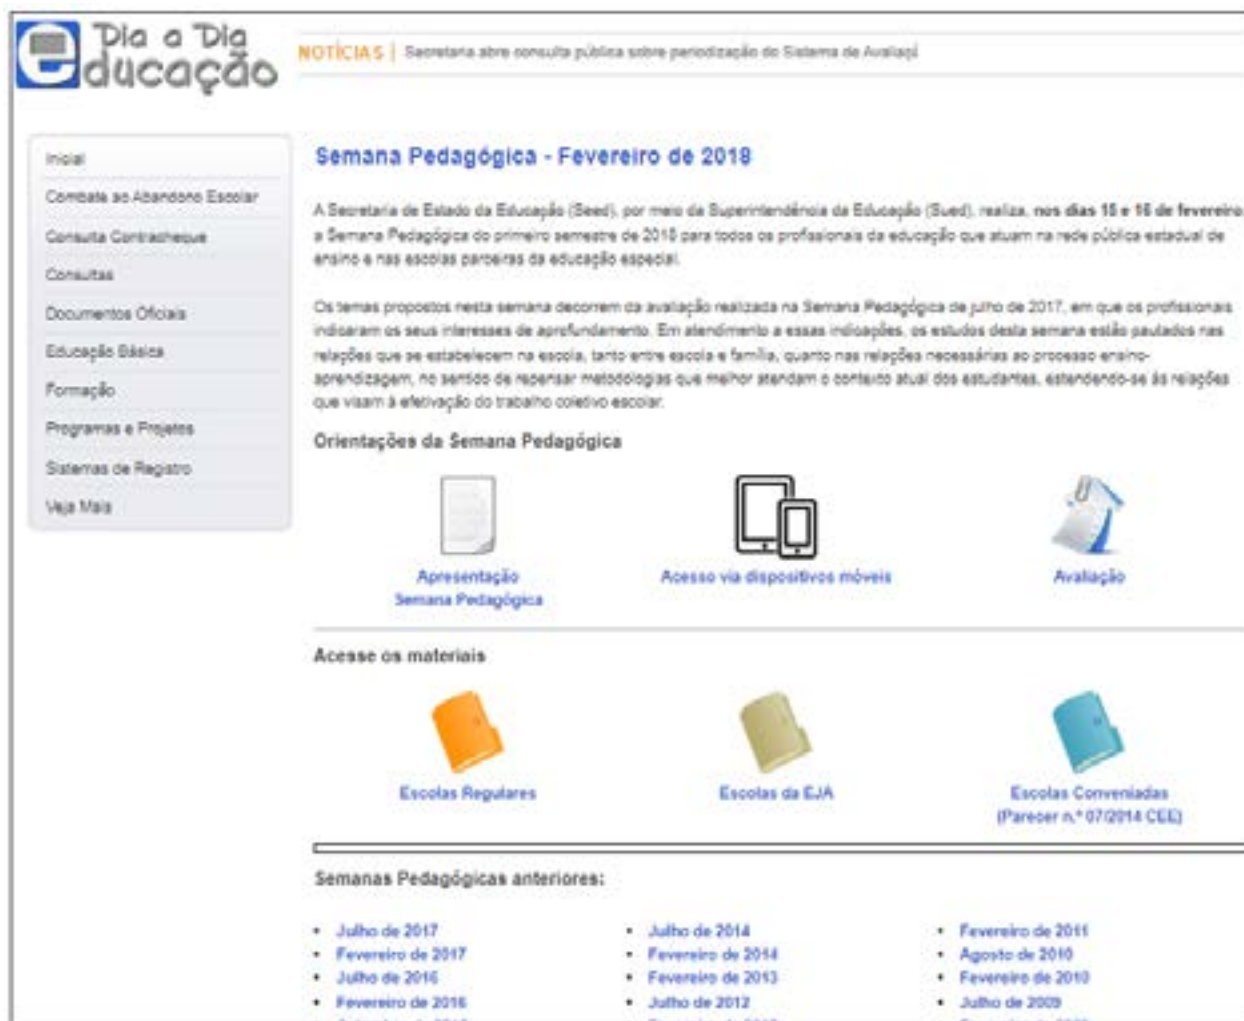 Dia a Dia
educação
NOTÍCIAS | Secretaria abre consulta pública sobre periodização do Sistema de Avaliaçã
Inicial
Combate ao Abandono Escolar
Consulta Contracheque
Consultas
Documentos Oficiais
Educação Básica
Formação
Programas e Projetos
Sistemas de Registro
Veja Mais
Semana Pedagógica - Fevereiro de 2018
A Secretaria de Estado da Educação (Seed), por meio da Superintendência da Educação (Sued), realiza, nos dias 15 e 16 de fevereiro
a Semana Pedagógica do primeiro semestre de 2018 para todos os profissionais da educação que atuam na rede pública estadual de
ensino e nas escolas parceiras da educação especial.
Os temas propostos nesta semana decorrem da avaliação realizada na Semana Pedagógica de julho de 2017, em que os profissionais
indicaram os seus interesses de aprofundamento. Em atendimento a essas indicações, os estudos desta semana estão pautados nas
relações que se estabelecem na escola, tanto entre escola e família, quanto nas relações necessárias ao processo ensino-
aprendizagem, no sentido de repensar metodologias que melhor atendam o contexto atual dos estudantes, estendendo-se às relações
que visam à efetivação do trabalho coletivo escolar.
Orientações da Semana Pedagógica
Apresentação
Semana Pedagógica
Acesso via dispositivos móveis
Avaliação
Acesse os materiais
Escolas Regulares
Escolas da EJA
Escolas Conveniadas
(Parecer n.º 07/2014 CEE)
Semanas Pedagógicas anteriores:
• Julho de 2017
• Fevereiro de 2017
• Julho de 2016
• Fevereiro de 2016
• Julho de 2014
• Fevereiro de 2014
• Fevereiro de 2013
• Julho de 2012
• Fevereiro de 2011
• Agosto de 2010
• Fevereiro de 2010
• Julho de 2009